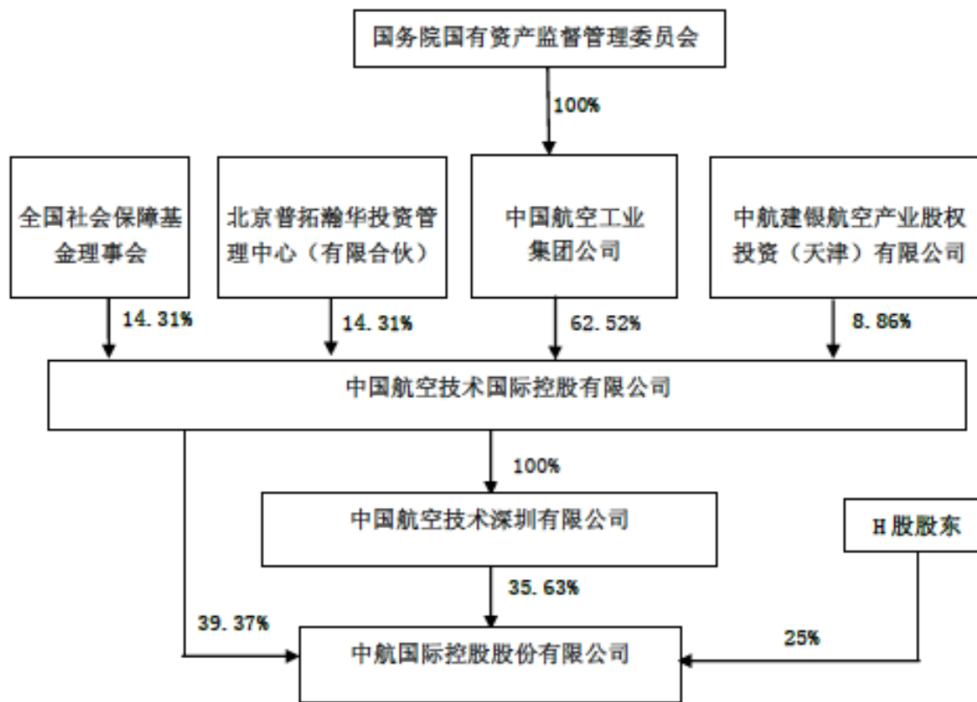 国务院国有资产监督管理委员会
100%
全国社会保障基
金理事会
北京普拓瀚华投资管
理中心（有限合伙）
中国航空工业
集团公司
中航建银航空产业股权
投资（天津）有限公司
14.31%
14.31%
62.52%
8.86%
中国航空技术国际控股有限公司
100%
中国航空技术深圳有限公司
H 股股东
35.63%
39.37%
25%
中航国际控股股份有限公司